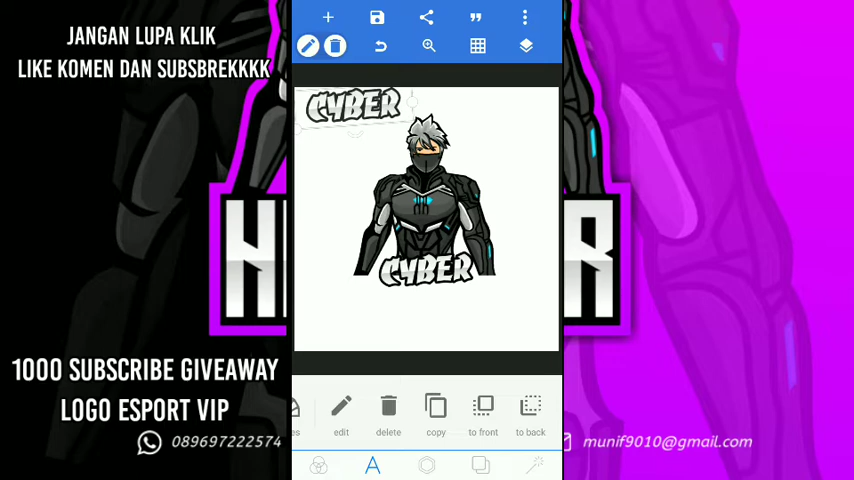 JANGAN LUPA KLIK
LIKE KOMEN DAN SUBSBREKKKK
CYBER
CYBER
1000 SUBSCRIBE GIVEAWAY
LOGO ESPORT VIP
089697222574
edit
delete
copy
to front
to back
munif9010@gmail.com